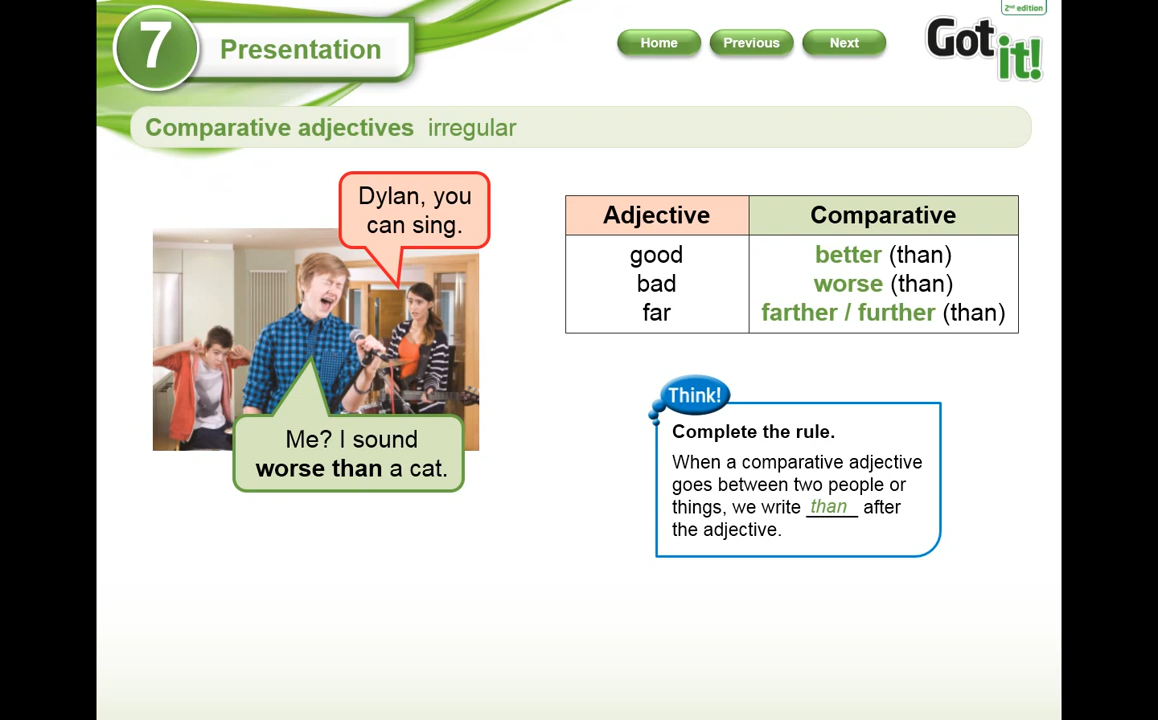 2nd edition
7
Presentation
Home
Previous
Next
Got
it!
Comparative adjectives irregular
Dylan, you
can sing.
Me? I sound
worse than a cat.
Adjective Comparative
good better (than)
bad worse (than)
far farther / further (than)
Think!
Complete the rule.
When a comparative adjective
goes between two people or
things, we write than after
the adjective.